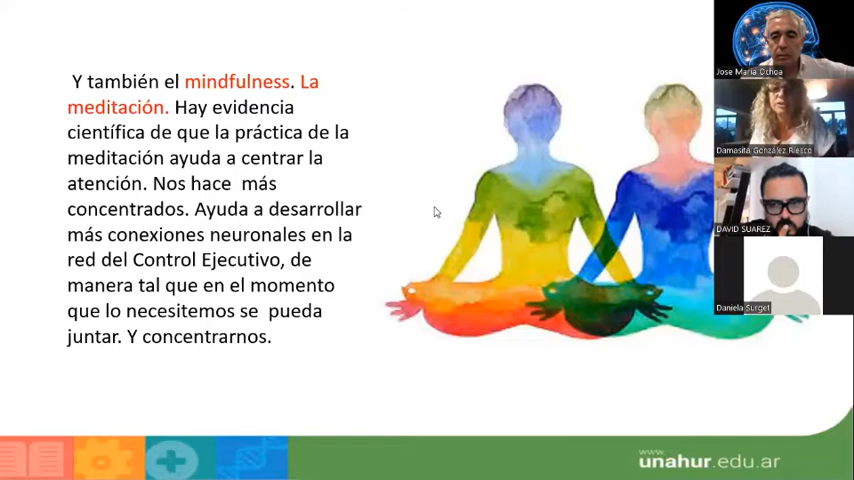 Y también el mindfulness. La
meditación. Hay evidencia
científica de que la práctica de la
meditación ayuda a centrar la
atención. Nos hace  más
concentrados. Ayuda a desarrollar
más conexiones neuronales en la
red del Control Ejecutivo, de
manera tal que en el momento
que lo necesitemos se  pueda
juntar. Y concentrarnos.
Jose Maria Ochoa
Damasita González Riesco
DAVID SUAREZ
Daniela Surget
www
unahur.edu.ar